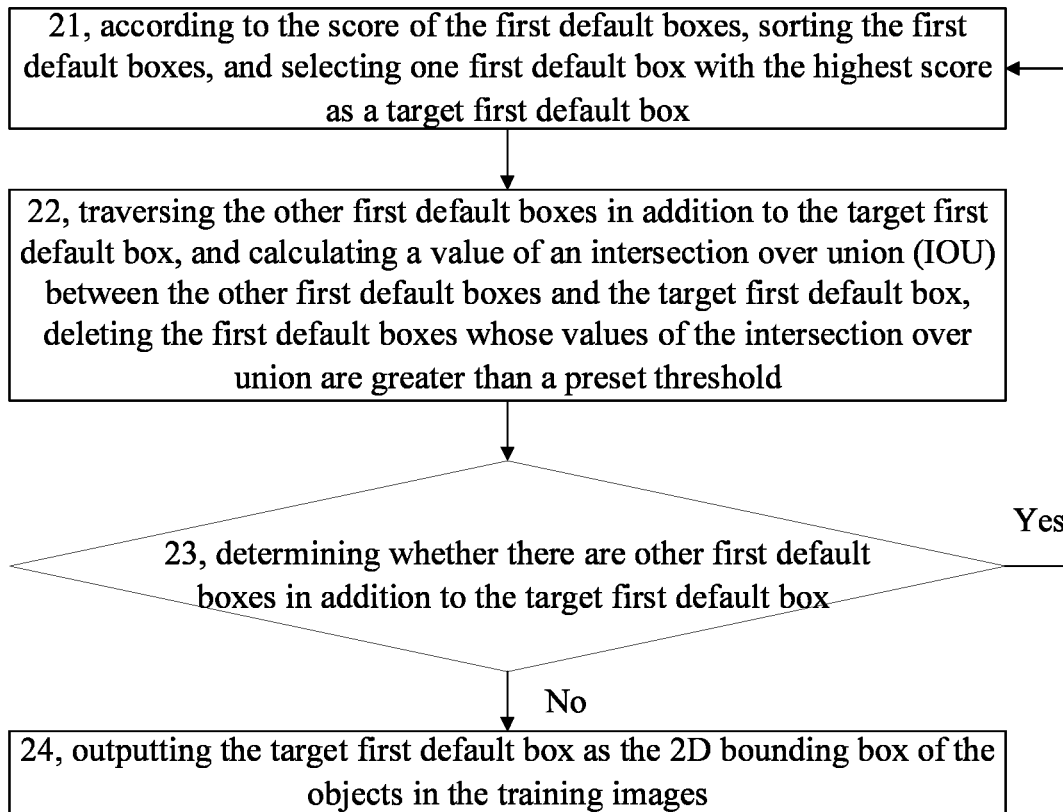 21, according to the score of the first default boxes, sorting the first
default boxes, and selecting one first default box with the highest score
as a target first default box
22, traversing the other first default boxes in addition to the target first
default box, and calculating a value of an intersection over union (IOU)
between the other first default boxes and the target first default box,
deleting the first default boxes whose values of the intersection over
union are greater than a preset threshold
Yes
23, determining whether there are other first default
boxes in addition to the target first default box
No
24, outputting the target first default box as the 2D bounding box of the
objects in the training images